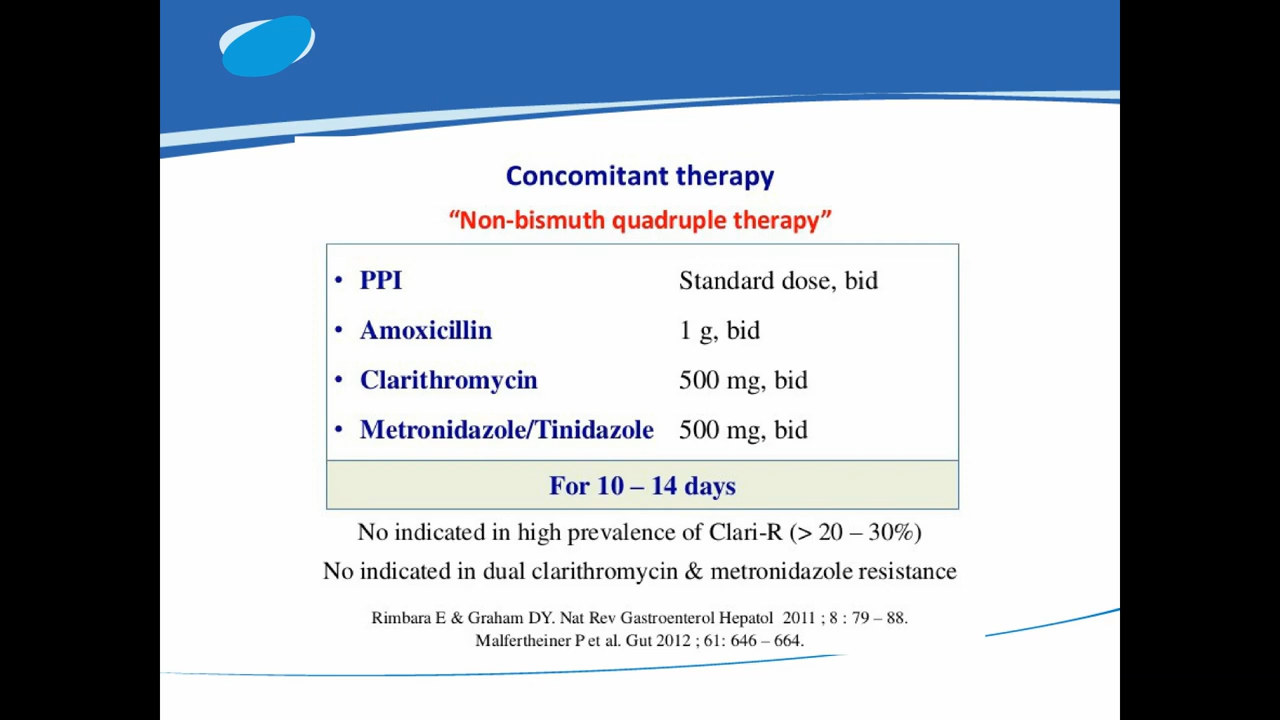 Concomitant therapy
“Non-bismuth quadruple therapy”
• PPI Standard dose, bid
• Amoxicillin 1 g, bid
• Clarithromycin 500 mg, bid
• Metronidazole/Tinidazole 500 mg, bid
For 10 – 14 days
No indicated in high prevalence of Clari-R (> 20 – 30%)
No indicated in dual clarithromycin & metronidazole resistance
Rimbara E & Graham DY. Nat Rev Gastroenterol Hepatol 2011 ; 8 : 79 – 88.
Malfertheiner P et al. Gut 2012 ; 61: 646 – 664.